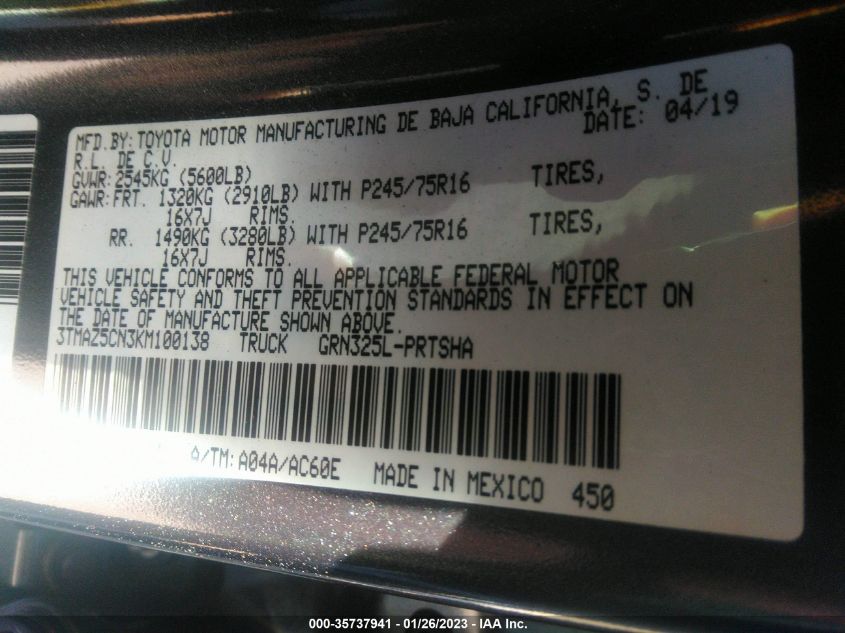 MFD.BY: TOYOTA MOTOR MANUFACTURING DE BAJA CALIFORNIA, S. DE
R.L. DE C.V. DATE: 04/19
GVWR: 2545KG (5600LB)
GAWR: FRT. 1320KG (2910LB) WITH P245/75R16 TIRES,
16X7J RIMS.
RR. 1490KG (3280LB) WITH P245/75R16 TIRES,
16X7J RIMS.
THIS VEHICLE CONFORMS TO ALL APPLICABLE FEDERAL MOTOR
VEHICLE SAFETY AND THEFT PREVENTION STANDARDS IN EFFECT ON
THE DATE OF MANUFACTURE SHOWN ABOVE.
3TMAZ5CN3KM100138 TRUCK GRN325L-PRTSHA
A/TM: A04A/AC60E MADE IN MEXICO 450
000-35737941 - 01/26/2023 - IAA Inc.